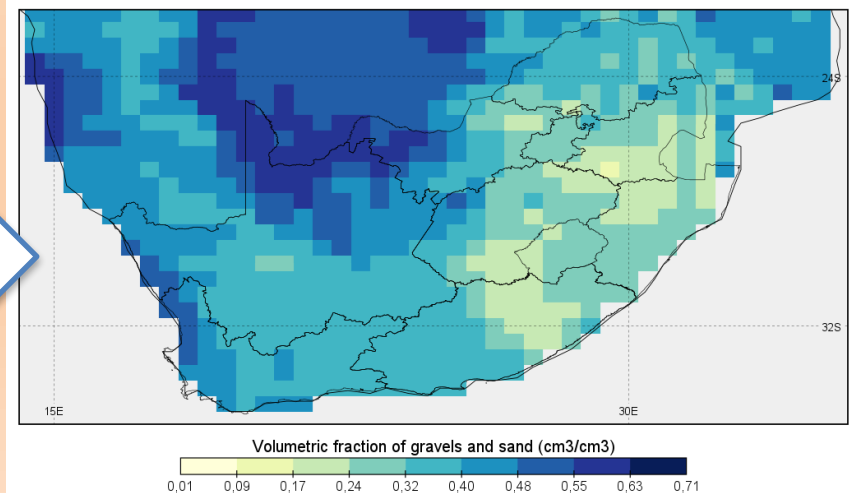 24S
32S
15E 30E
Volumetric fraction of gravels and sand (cm3/cm3)
0,01 0,09 0,17 0,24 0,32 0,40 0,48 0,55 0,63 0,71